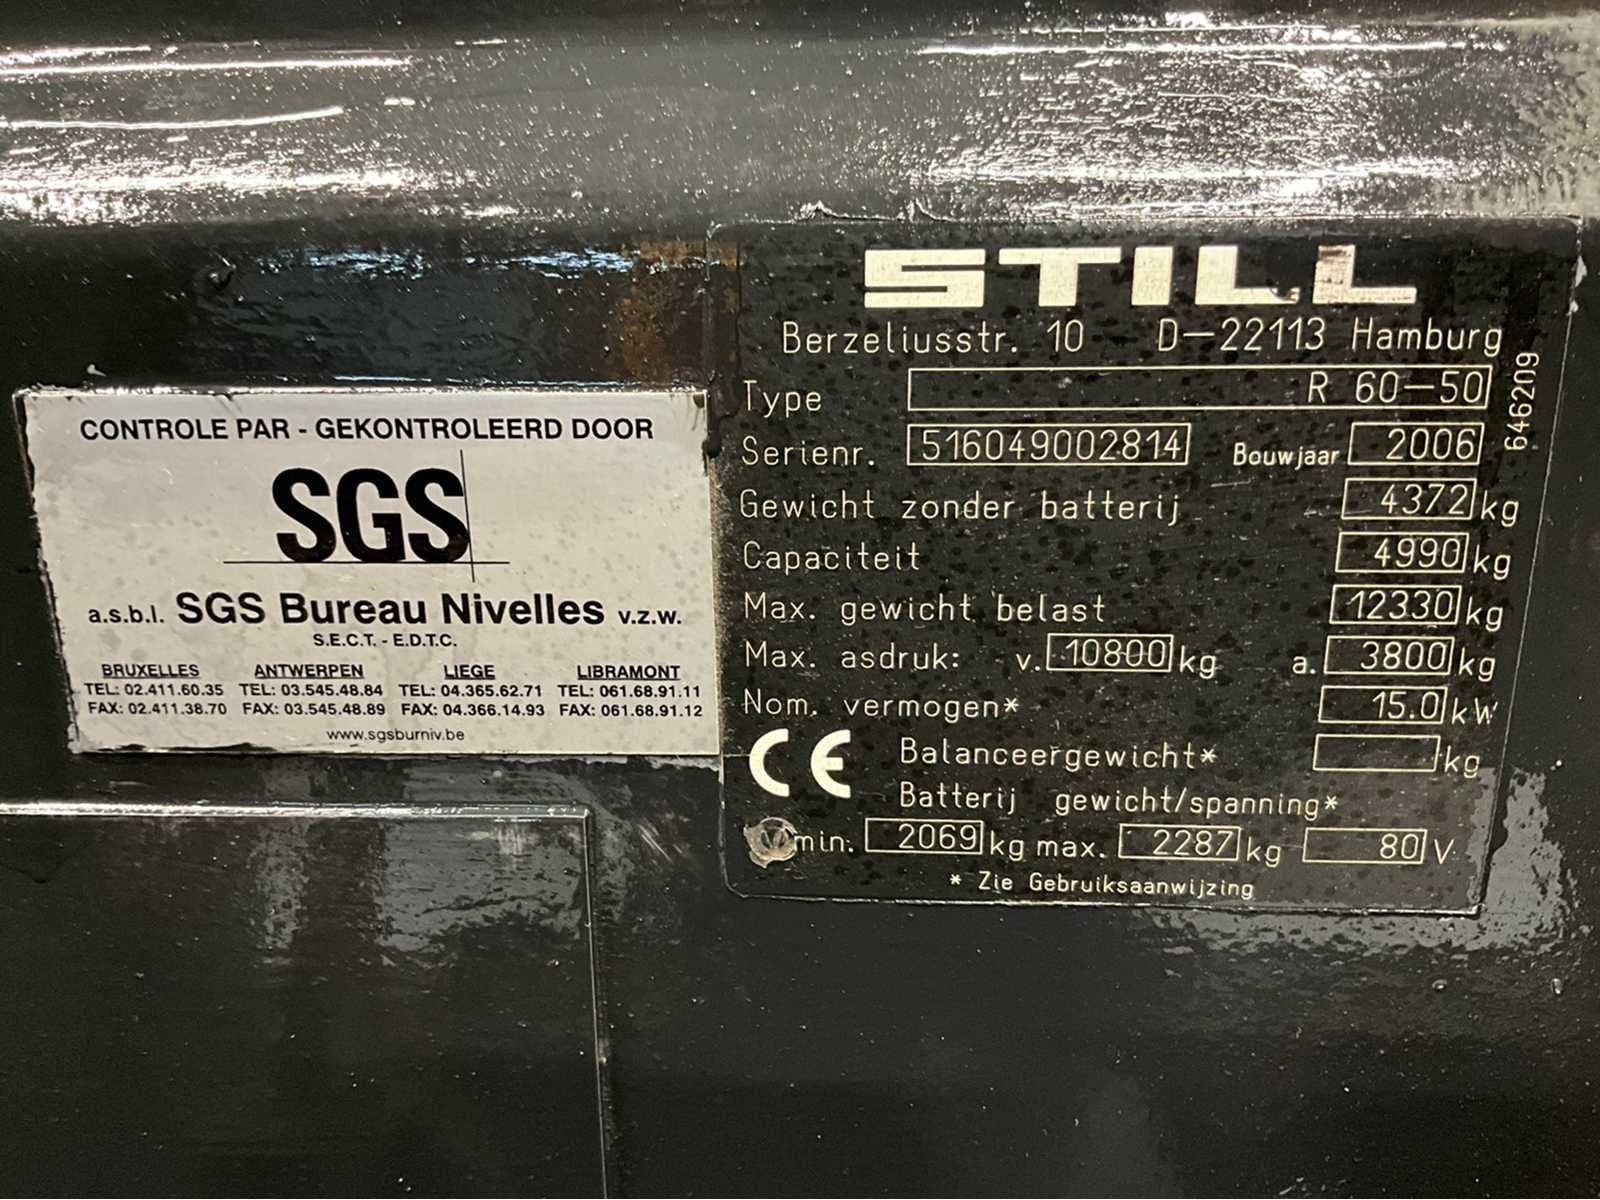 CONTROLE PAR - GEKONTROLEERD DOOR
SGS
a.s.b.l. SGS Bureau Nivelles v.z.w.
S.E.C.T. - E.D.T.C.
BRUXELLES ANTWERPEN LIEGE LIBRAMONT
TEL: 02.411.60.35 TEL: 03.545.48.84 TEL: 04.365.62.71 TEL: 061.68.91.11
FAX: 02.411.38.70 FAX: 03.545.48.89 FAX: 04.366.14.93 FAX: 061.68.91.12
www.sgsburniv.be
STILL
Berzeliusstr. 10 D-22113 Hamburg
Type R 60-50
Serienr. 516049002814 Bouwjaar 2006
646209
Gewicht zonder batterij 4372 kg
Capaciteit 4990 kg
Max. gewicht belast 12330 kg
Max. asdruk: v. 10800 kg a. 3800 kg
Nom. vermogen* 15.0 kW
CE Balanceergewicht* kg
Batterij gewicht/spanning*
min. 2069 kg max. 2287 kg 80 V
* Zie Gebruiksaanwijzing